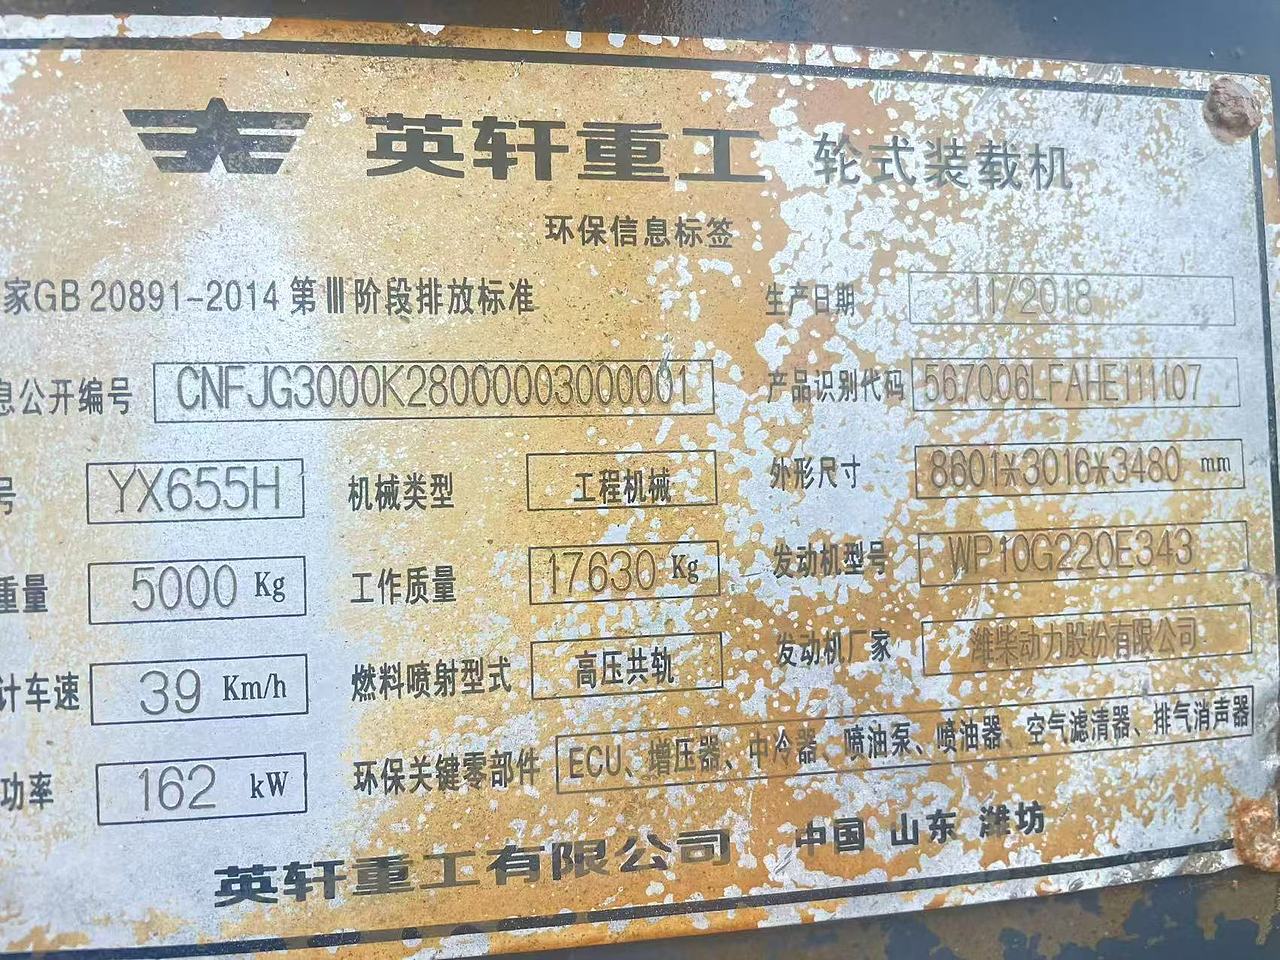 英轩重工 轮式装载机
环保信息标签
家GB 20891-2014 第Ⅲ阶段排放标准 生产日期 11/2018
息公开编号 CNFJG3000K28000003000001 产品识别代码 567006LFAHE111107
号 YX655H 机械类型 工程机械 外形尺寸 8601*3016*3480 mm
重量 5000 Kg 工作质量 17630 Kg 发动机型号 WP10G220E343
计车速 39 Km/h 燃料喷射型式 高压共轨 发动机厂家 潍柴动力股份有限公司
功率 162 kW 环保关键零部件 ECU、增压器、中冷器、喷油泵、喷油器、空气滤清器、排气消声器
英轩重工有限公司 中国 山东 潍坊